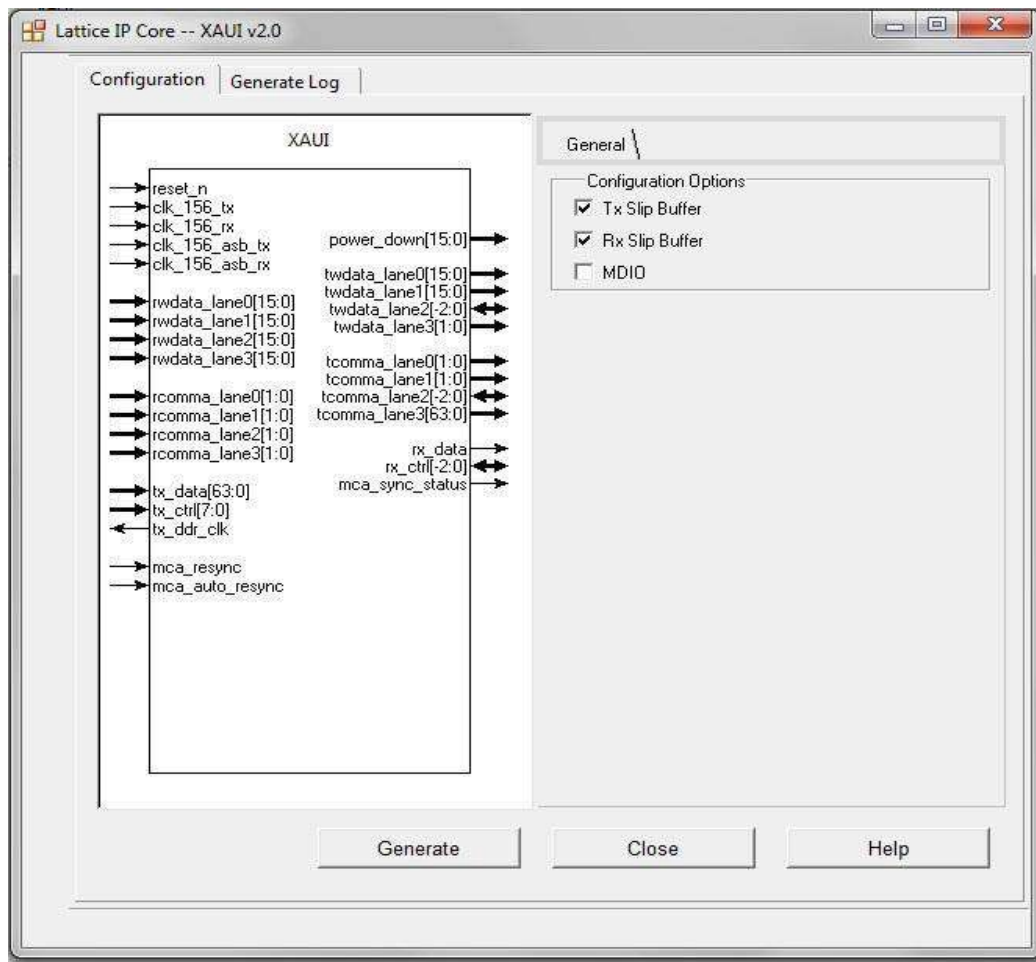 Lattice IP Core -- XAUI v2.0
Configuration
Generate Log
XAUI
reset_n
clk_156_tx
clk_156_rx
clk_156_asb_tx
clk_156_asb_rx
rwdata_lane0[15:0]
rwdata_lane1[15:0]
rwdata_lane2[15:0]
rwdata_lane3[15:0]
rcomma_lane0[1:0]
rcomma_lane1[1:0]
rcomma_lane2[1:0]
rcomma_lane3[1:0]
tx_data[63:0]
tx_ctrl[7:0]
tx_ddr_clk
mca_resync
mca_auto_resync
power_down[15:0]
twdata_lane0[15:0]
twdata_lane1[15:0]
twdata_lane2[-2:0]
twdata_lane3[1:0]
tcomma_lane0[1:0]
tcomma_lane1[1:0]
tcomma_lane2[-2:0]
tcomma_lane3[63:0]
rx_data
rx_ctrl[-2:0]
mca_sync_status
General
Configuration Options
Tx Slip Buffer
Rx Slip Buffer
MDIO
Generate
Close
Help